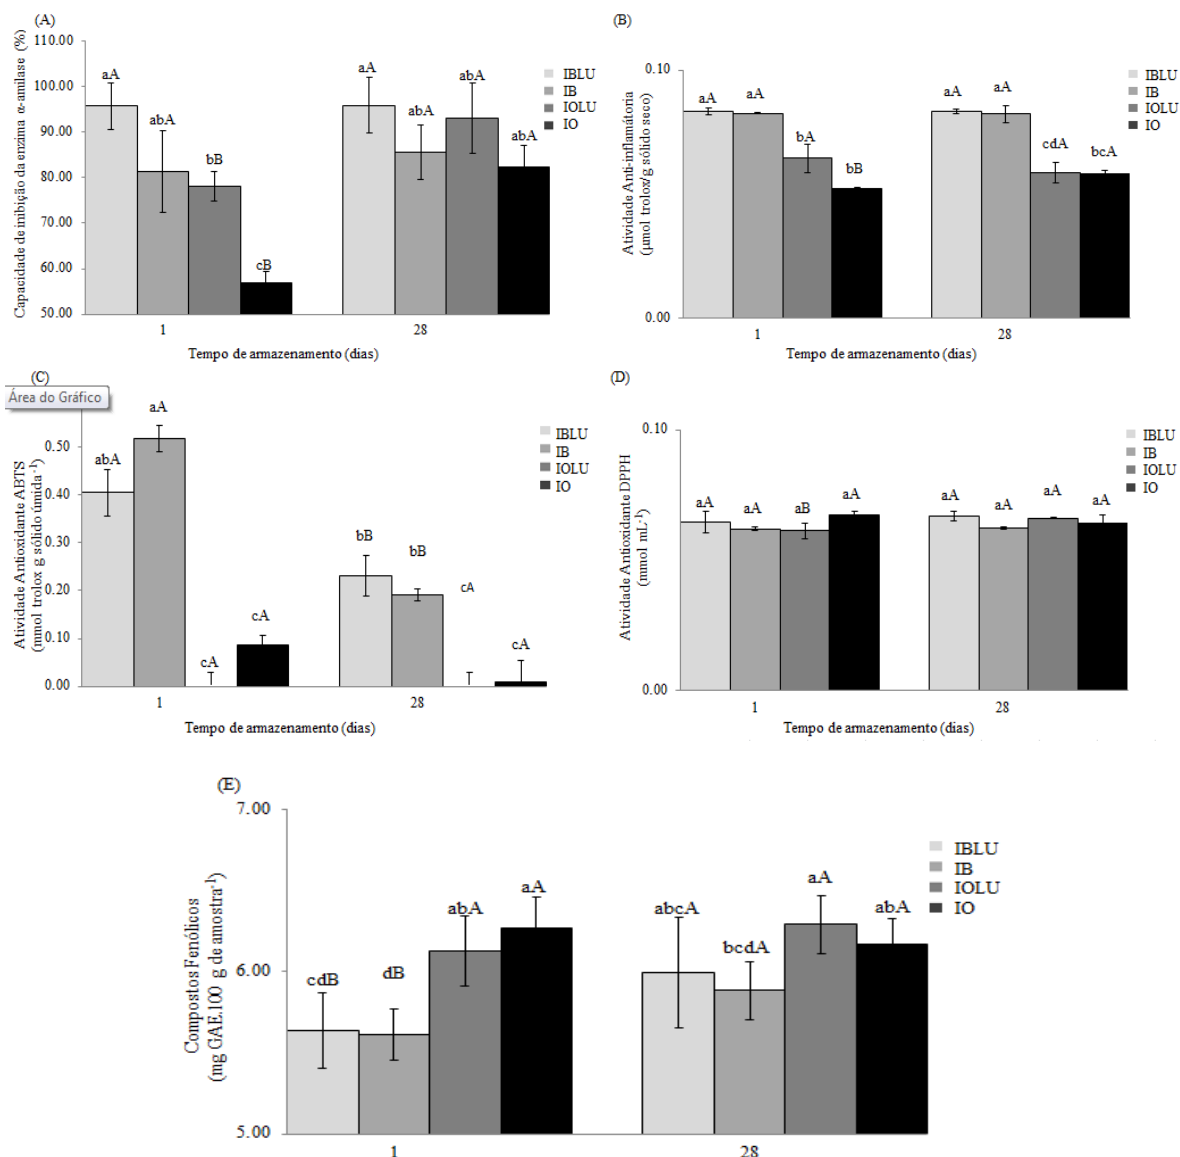 (A)
Capacidade de inibição da enzima α-amilase (%)
110.00
100.00
90.00
80.00
70.00
60.00
50.00
aA
abA
bB
cB
aA
abA
abA
abA
IBLU
IB
IOLU
IO
1
28
Tempo de armazenamento (dias)
(B)
Atividade Anti-inflamátoria
(µmol trolox/g sólido seco)
0.10
0.00
aA
aA
bA
bB
aA
aA
cdA
bcA
IBLU
IB
IOLU
IO
1
28
Tempo de armazenamento (dias)
(C)
Área do Gráfico
Atividade Antioxidante ABTS
(mmol trolox g sólido úmida-1)
0.50
0.40
0.30
0.20
0.10
0.00
abA
aA
cA
cA
bB
bB
cA
cA
IBLU
IB
IOLU
IO
1
28
Tempo de armazenamento (dias)
(D)
Atividade Antioxidante DPPH
(mmol mL-1)
0.10
0.00
aA
aA
aB
aA
aA
aA
aA
aA
IBLU
IB
IOLU
IO
1
28
Tempo de armazenamento (dias)
(E)
Compostos Fenólicos
(mg GAE.100 g de amostra-1)
7.00
6.00
5.00
cdB
dB
abA
aA
abcA
bcdA
aA
abA
IBLU
IB
IOLU
IO
1
28